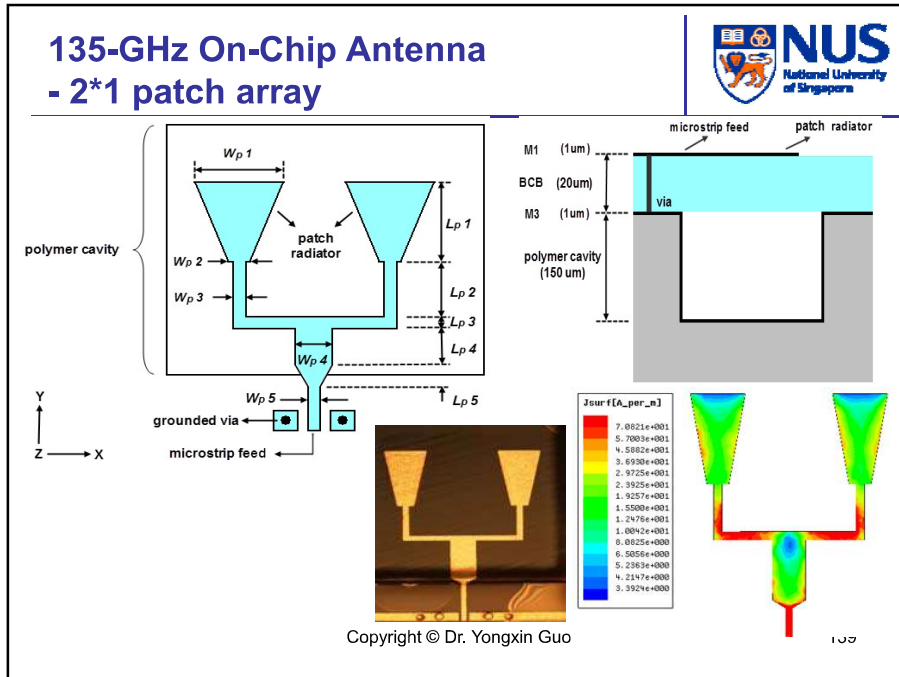 135-GHz On-Chip Antenna
- 2*1 patch array
NUS
National University
of Singapore
Wp 1
patch
radiator
Lp 1
polymer cavity
Wp 2
Wp 3
Lp 2
Lp 3
Lp 4
Wp 4
Wp 5
Lp 5
grounded via
microstrip feed
Y
Z
X
microstrip feed
patch radiator
M1 (1um)
BCB (20um)
via
M3 (1um)
polymer cavity
(150 um)
Jsurf[A_per_m]
7.0821e+001
5.7003e+001
4.5882e+001
3.6930e+001
2.9725e+001
2.3925e+001
1.9257e+001
1.5500e+001
1.2476e+001
1.0042e+001
8.0825e+000
6.5056e+000
5.2363e+000
4.2147e+000
3.3924e+000
Copyright © Dr. Yongxin Guo
139